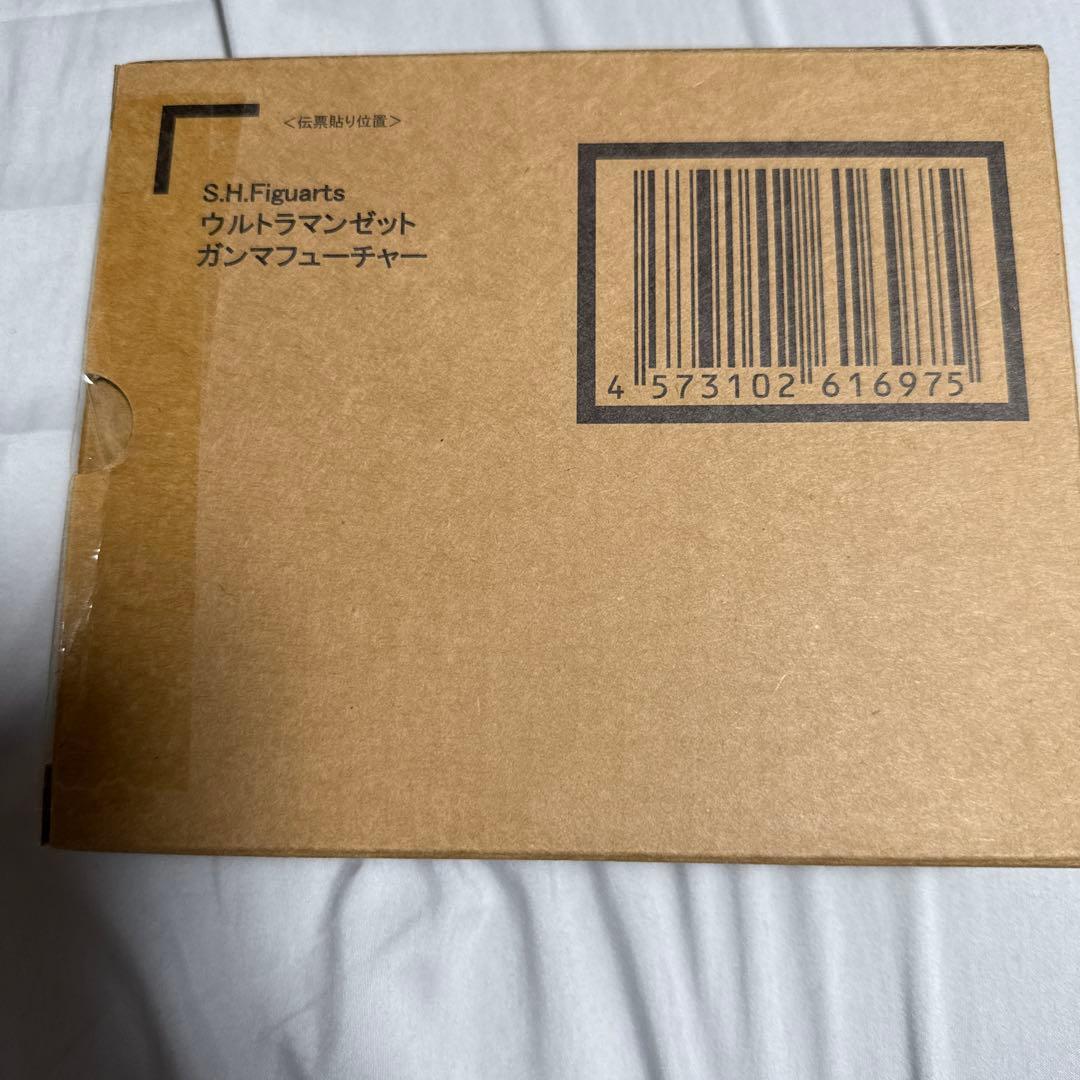 ＜伝票貼り位置＞
S.H.Figuarts
ウルトラマンゼット
ガンマフューチャー
4 573102 616975